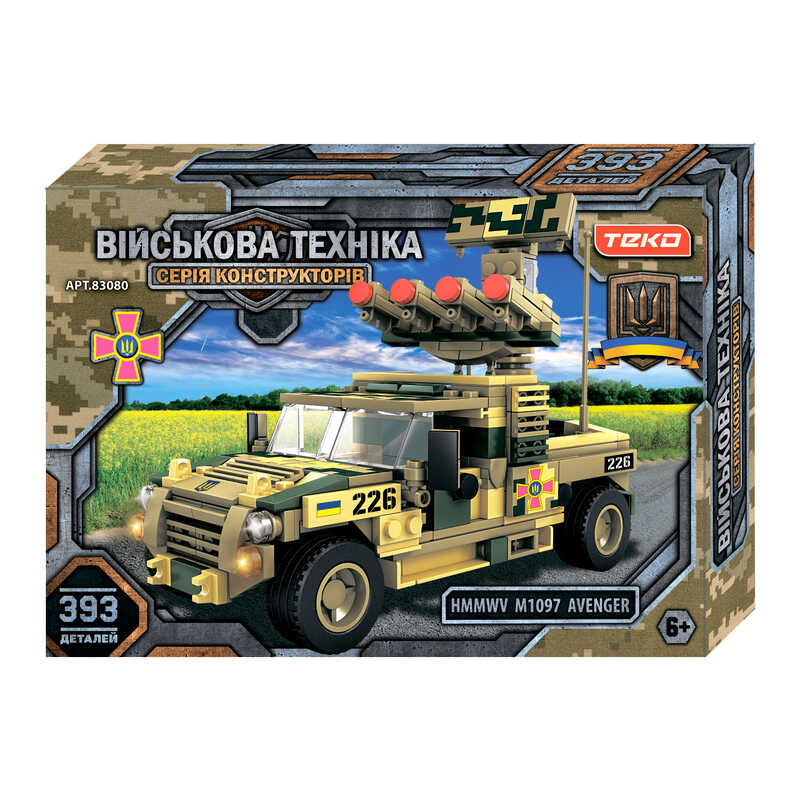 ВІЙСЬКОВА ТЕХНІКА
СЕРІЯ КОНСТРУКТОРІВ
АРТ.83080
393
ДЕТАЛЕЙ
TEKO
ВІЙСЬКОВА ТЕХНІКА
СЕРІЯ КОНСТРУКТОРІВ
226
226
HMMWV M1097 AVENGER
393
ДЕТАЛЕЙ
6+